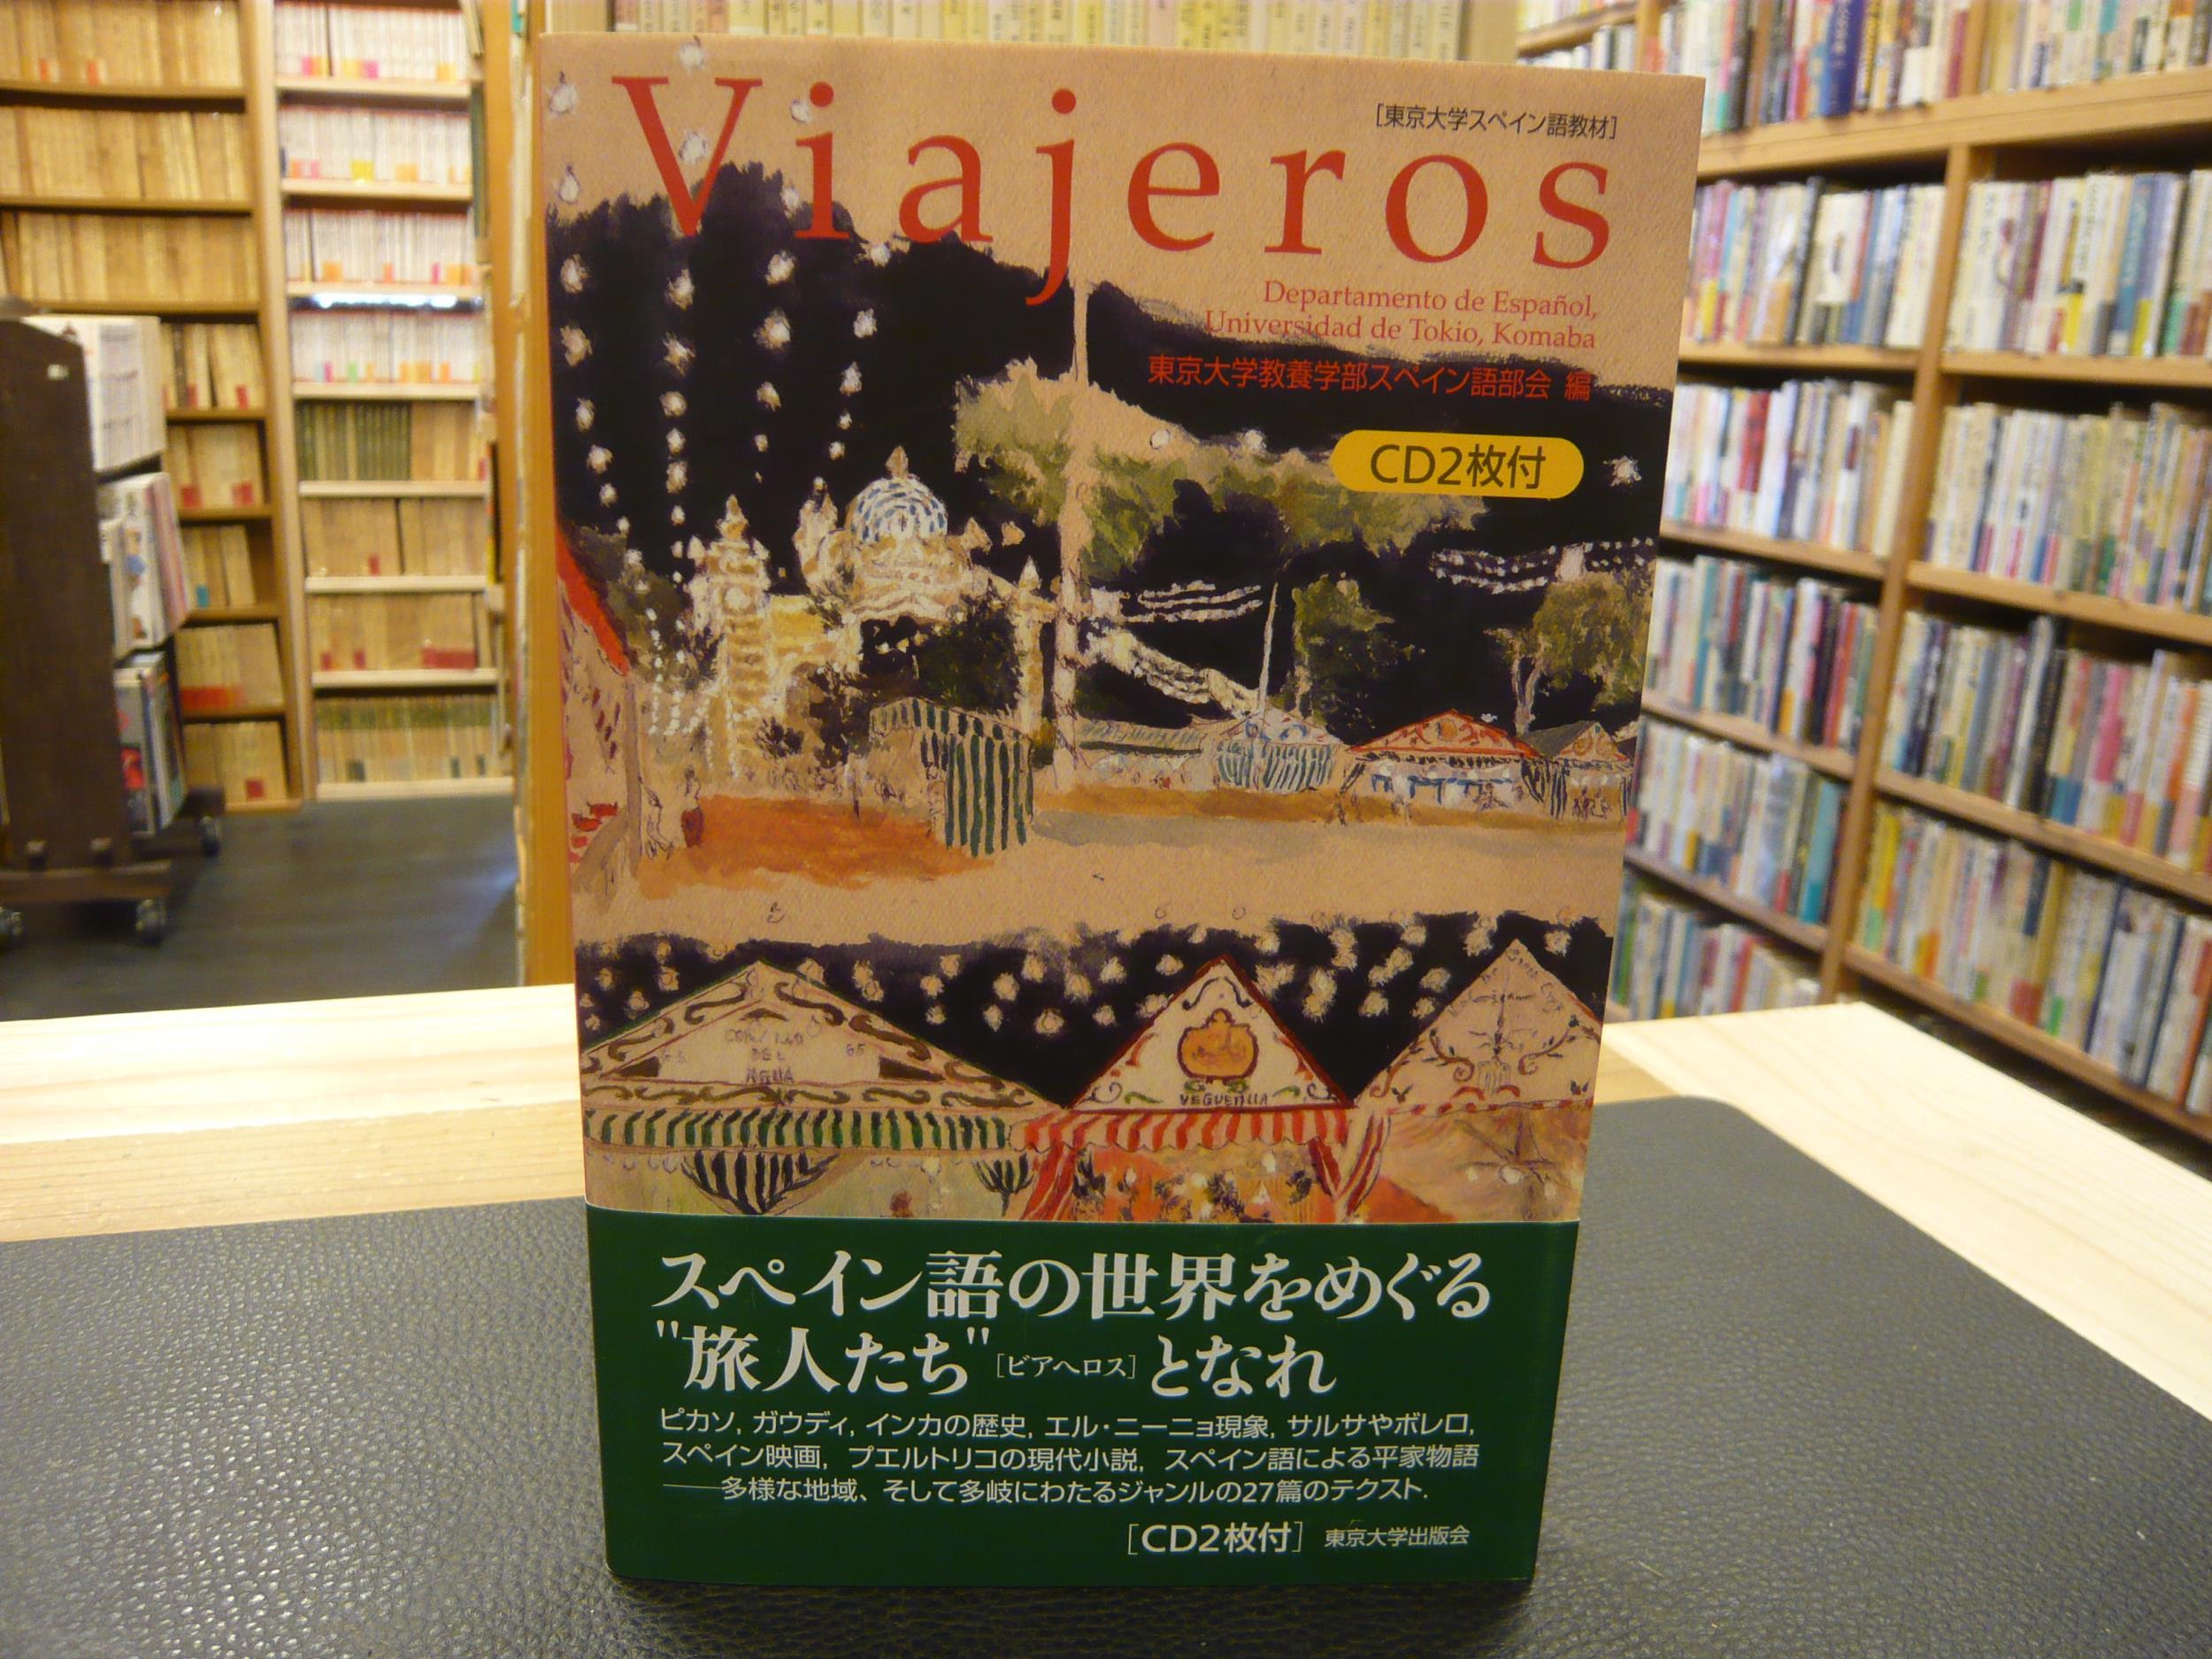 Viajeros
[東京大学スペイン語教材]
Departamento de Español,
Universidad de Tokio, Komaba
東京大学教養学部スペイン語部会 編
CD2枚付
DEL
AGUA
スペイン語の世界をめぐる
"旅人たち"[ビアヘロス]となれ
ピカソ, ガウディ, インカの歴史, エル・ニーニョ現象, サルサやボレロ,
スペイン映画, プエルトリコの現代小説, スペイン語による平家物語
——多様な地域、そして多岐にわたるジャンルの27篇のテクスト.
[CD2枚付] 東京大学出版会